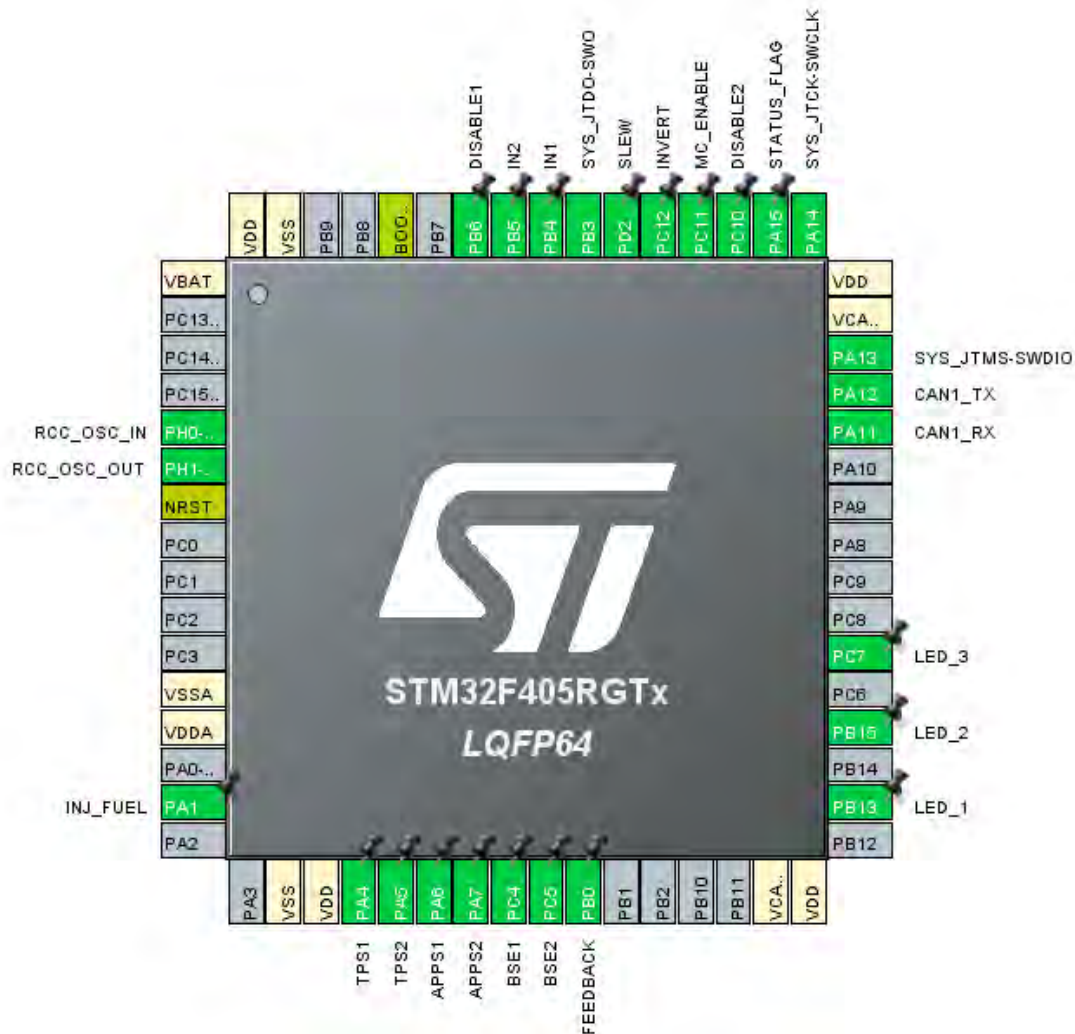 DISABLE1
IN2
IN1
SYS_JTDO-SWO
SLEW
INVERT
MC_ENABLE
DISABLE2
STATUS_FLAG
SYS_JTCK-SWCLK
VDD
VSS
PB9
PB8
BOO..
PB7
PB6
PB5
PB4
PB3
PD2
PC12
PC11
PC10
PA15
PA14
VBAT
PC13..
PC14..
PC15..
RCC_OSC_IN PH0-..
RCC_OSC_OUT PH1-..
NRST
PC0
PC1
PC2
PC3
VSSA
VDDA
PA0-..
INJ_FUEL PA1
PA2
VDD
VCA..
PA13 SYS_JTMS-SWDIO
PA12 CAN1_TX
PA11 CAN1_RX
PA10
PA9
PA8
PC9
PC8
PC7 LED_3
PC6
PB15 LED_2
PB14
PB13 LED_1
PB12
ST
STM32F405RGTx
LQFP64
PA3
VSS
VDD
PA4
PA5
PA6
PA7
PC4
PC5
PB0
PB1
PB2
PB10
PB11
VCA..
VDD
TPS1
TPS2
APPS1
APPS2
BSE1
BSE2
FEEDBACK